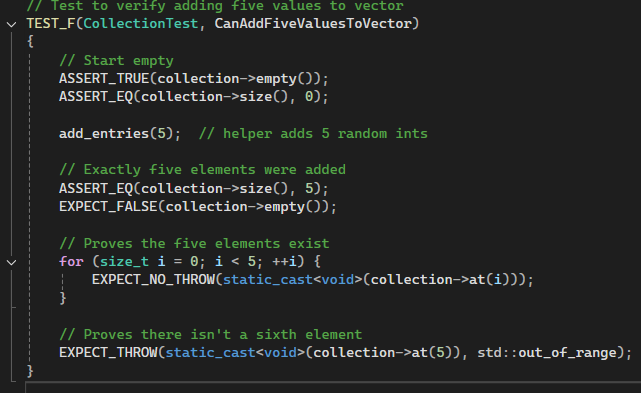 // Test to verify adding five values to vector
TEST_F(CollectionTest, CanAddFiveValuesToVector)
{
    // Start empty
    ASSERT_TRUE(collection->empty());
    ASSERT_EQ(collection->size(), 0);
    add_entries(5);  // helper adds 5 random ints
    // Exactly five elements were added
    ASSERT_EQ(collection->size(), 5);
    EXPECT_FALSE(collection->empty());
    // Proves the five elements exist
    for (size_t i = 0; i < 5; ++i) {
        EXPECT_NO_THROW(static_cast<void>(collection->at(i)));
    }
    // Proves there isn't a sixth element
    EXPECT_THROW(static_cast<void>(collection->at(5)), std::out_of_range);
}